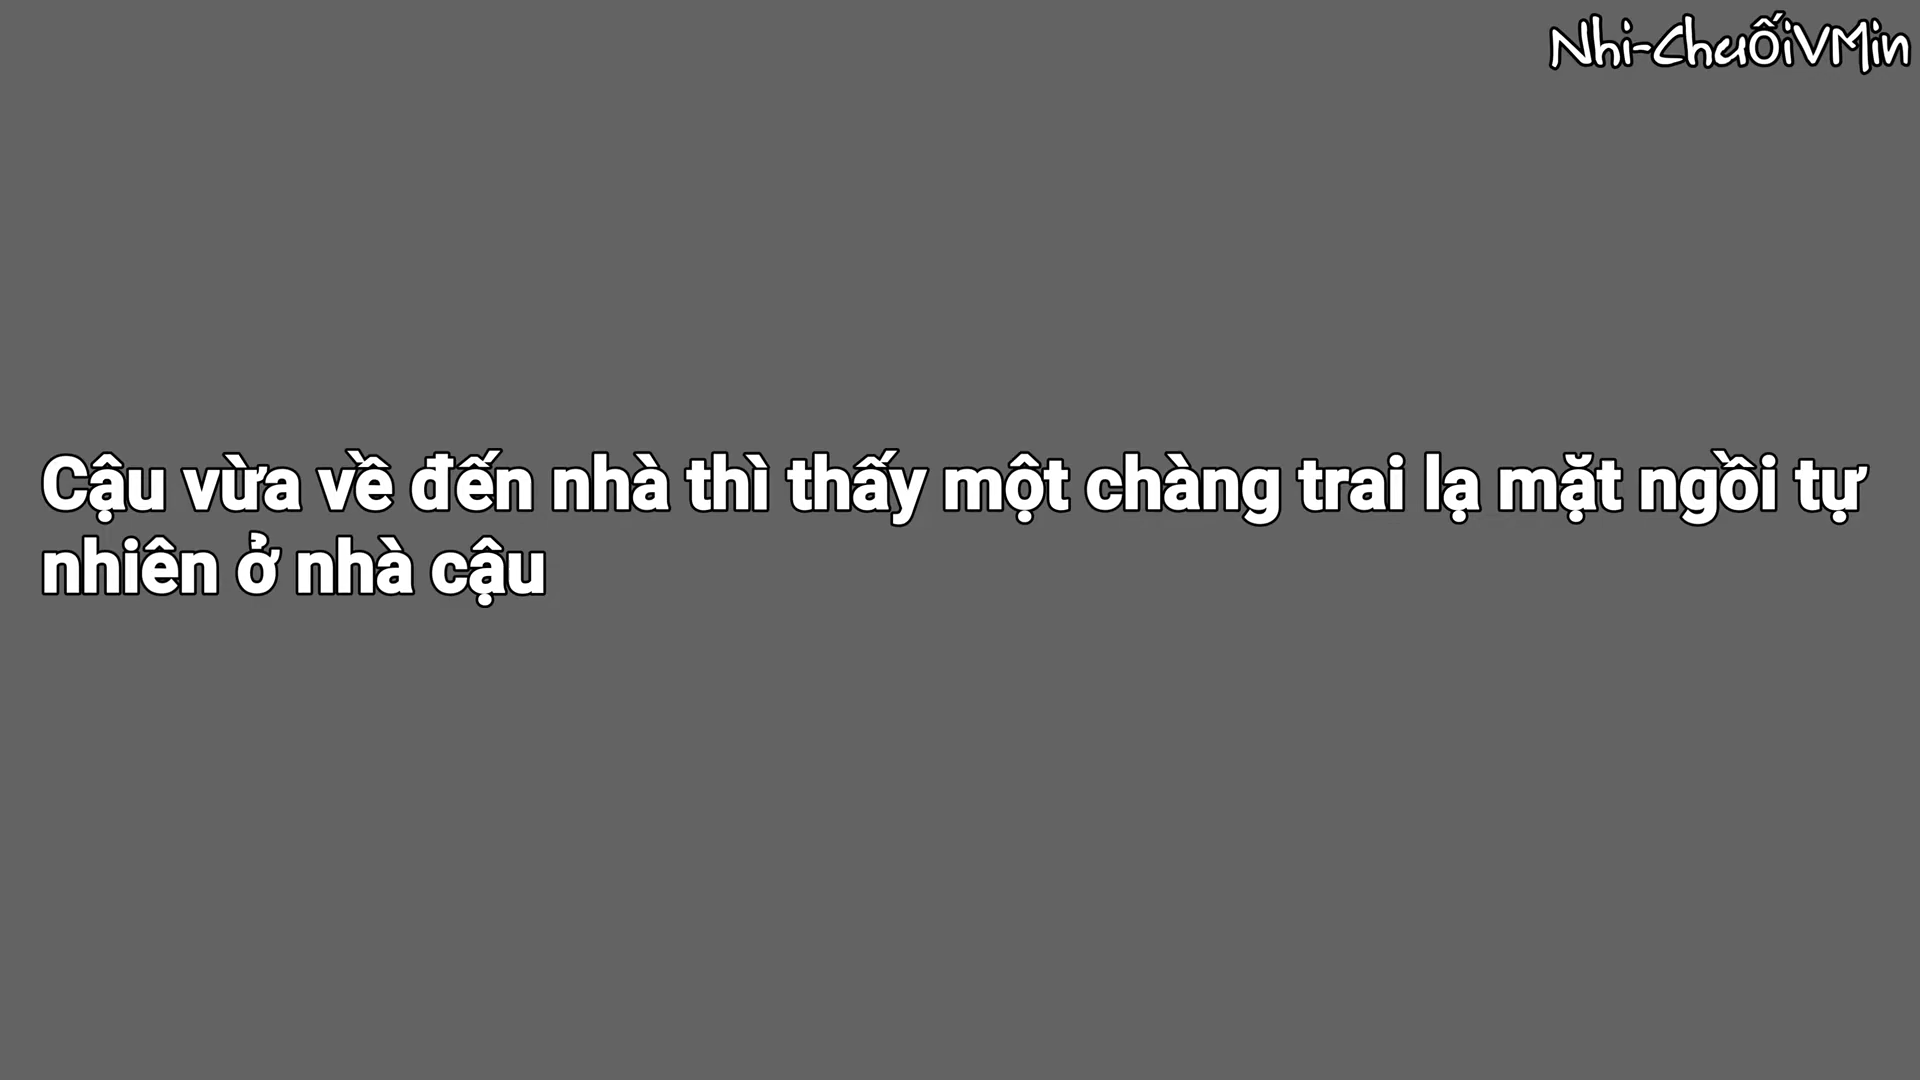 Nhi-ChuỐiVMin
Cậu vừa về đến nhà thì thấy một chàng trai lạ mặt ngồi tự
nhiên ở nhà cậu